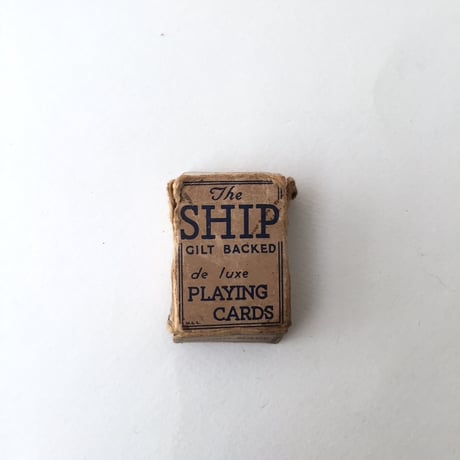 The
SHIP
GILT BACKED
de luxe
PLAYING
CARDS